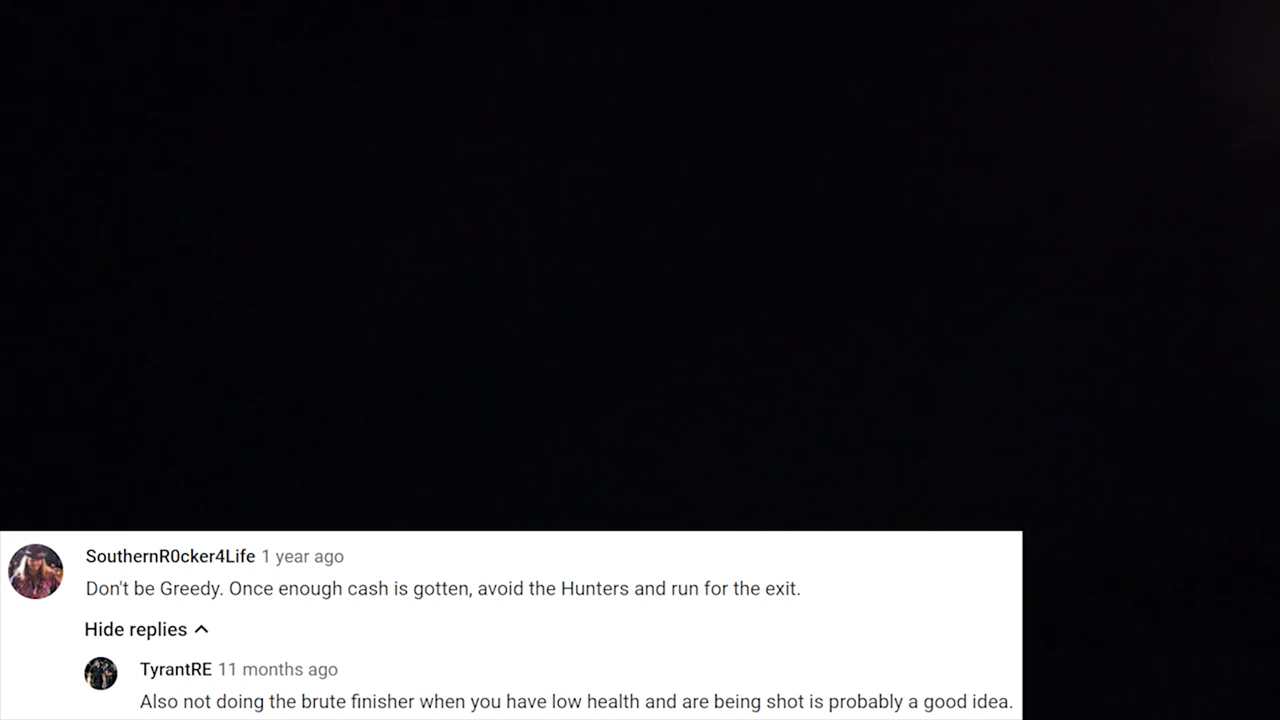 SouthernR0cker4Life 1 year ago
Don't be Greedy. Once enough cash is gotten, avoid the Hunters and run for the exit.
Hide replies
TyrantRE 11 months ago
Also not doing the brute finisher when you have low health and are being shot is probably a good idea.